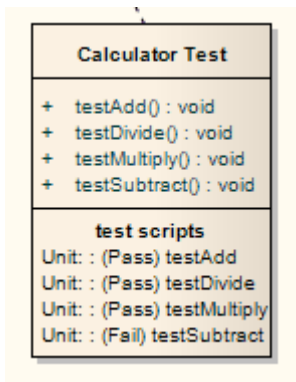 Calculator Test
+ testAdd() : void
+ testDivide() : void
+ testMultiply() : void
+ testSubtract() : void
test scripts
Unit: : (Pass) testAdd
Unit: : (Pass) testDivide
Unit: : (Pass) testMultiply
Unit: : (Fail) testSubtract